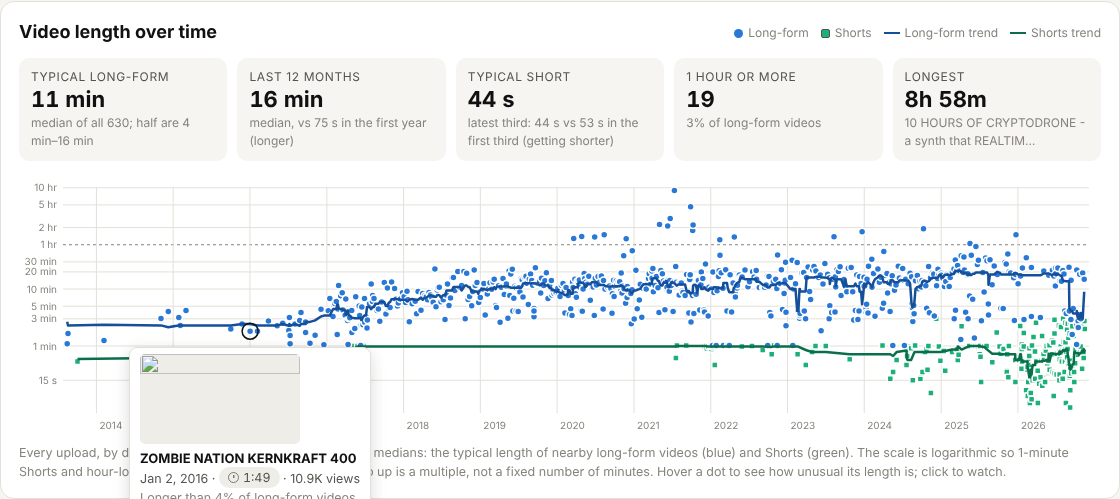 Video length over time
Long-form Shorts Long-form trend Shorts trend
TYPICAL LONG-FORM
11 min
median of all 630; half are 4
min–16 min
LAST 12 MONTHS
16 min
median, vs 75 s in the first year
(longer)
TYPICAL SHORT
44 s
latest third: 44 s vs 53 s in the
first third (getting shorter)
1 HOUR OR MORE
19
3% of long-form videos
LONGEST
8h 58m
10 HOURS OF CRYPTODRONE -
a synth that REALTIM...
10 hr
5 hr
2 hr
1 hr
30 min
20 min
10 min
5 min
3 min
1 min
15 s
2014 2018 2019 2020 2021 2022 2023 2024 2025 2026
ZOMBIE NATION KERNKRAFT 400
Jan 2, 2016 · 1:49 · 10.9K views
Longer than 4% of long-form videos
Every upload, by d medians: the typical length of nearby long-form videos (blue) and Shorts (green). The scale is logarithmic so 1-minute
Shorts and hour-lo up is a multiple, not a fixed number of minutes. Hover a dot to see how unusual its length is; click to watch.